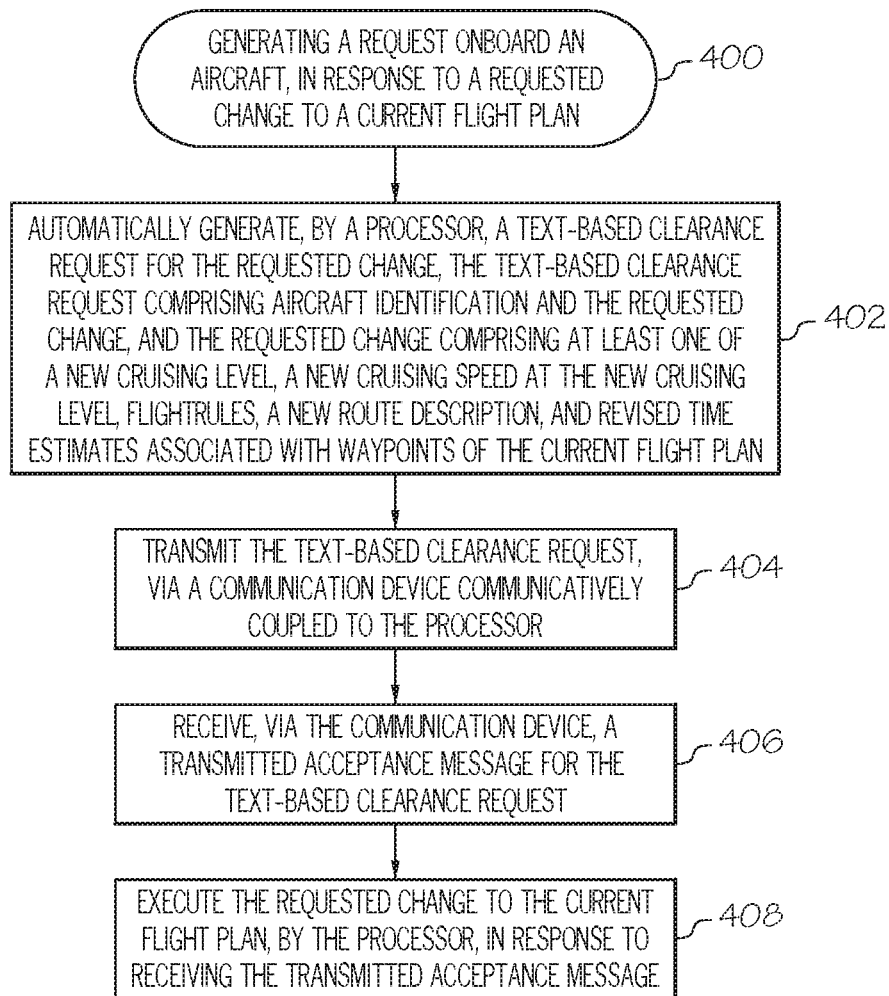 GENERATING A REQUEST ONBOARD AN
AIRCRAFT, IN RESPONSE TO A REQUESTED
CHANGE TO A CURRENT FLIGHT PLAN
400
AUTOMATICALLY GENERATE, BY A PROCESSOR, A TEXT-BASED CLEARANCE
REQUEST FOR THE REQUESTED CHANGE, THE TEXT-BASED CLEARANCE
REQUEST COMPRISING AIRCRAFT IDENTIFICATION AND THE REQUESTED
CHANGE, AND THE REQUESTED CHANGE COMPRISING AT LEAST ONE OF
A NEW CRUISING LEVEL, A NEW CRUISING SPEED AT THE NEW CRUISING
LEVEL, FLIGHTRULES, A NEW ROUTE DESCRIPTION, AND REVISED TIME
ESTIMATES ASSOCIATED WITH WAYPOINTS OF THE CURRENT FLIGHT PLAN
402
TRANSMIT THE TEXT-BASED CLEARANCE REQUEST,
VIA A COMMUNICATION DEVICE COMMUNICATIVELY
COUPLED TO THE PROCESSOR
404
RECEIVE, VIA THE COMMUNICATION DEVICE, A
TRANSMITTED ACCEPTANCE MESSAGE FOR THE
TEXT-BASED CLEARANCE REQUEST
406
EXECUTE THE REQUESTED CHANGE TO THE CURRENT
FLIGHT PLAN, BY THE PROCESSOR, IN RESPONSE TO
RECEIVING THE TRANSMITTED ACCEPTANCE MESSAGE
408